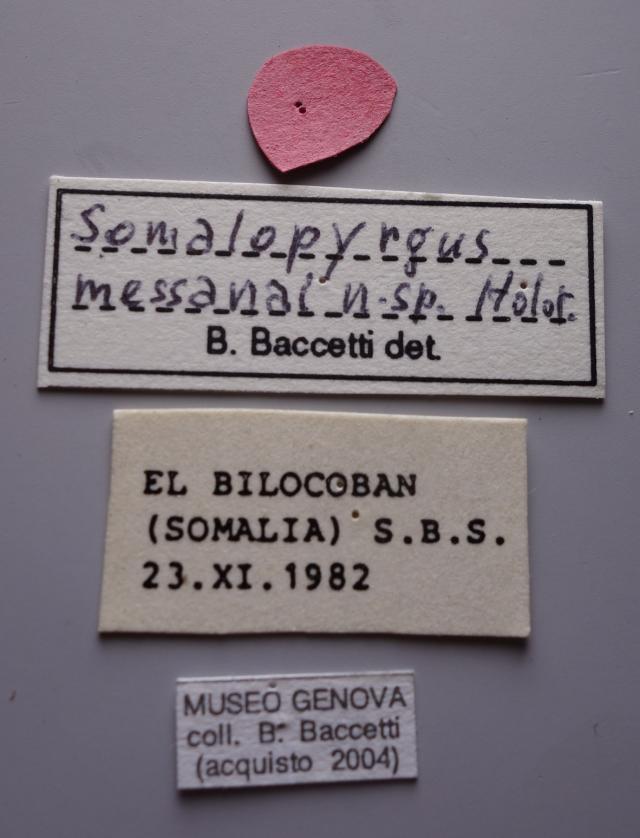 Somalopyrgus
messanai n.sp. Holot.
B. Baccetti det.
EL BILOCOBAN
(SOMALIA) S.B.S.
23.XI.1982
MUSEO GENOVA
coll. B. Baccetti
(acquisto 2004)